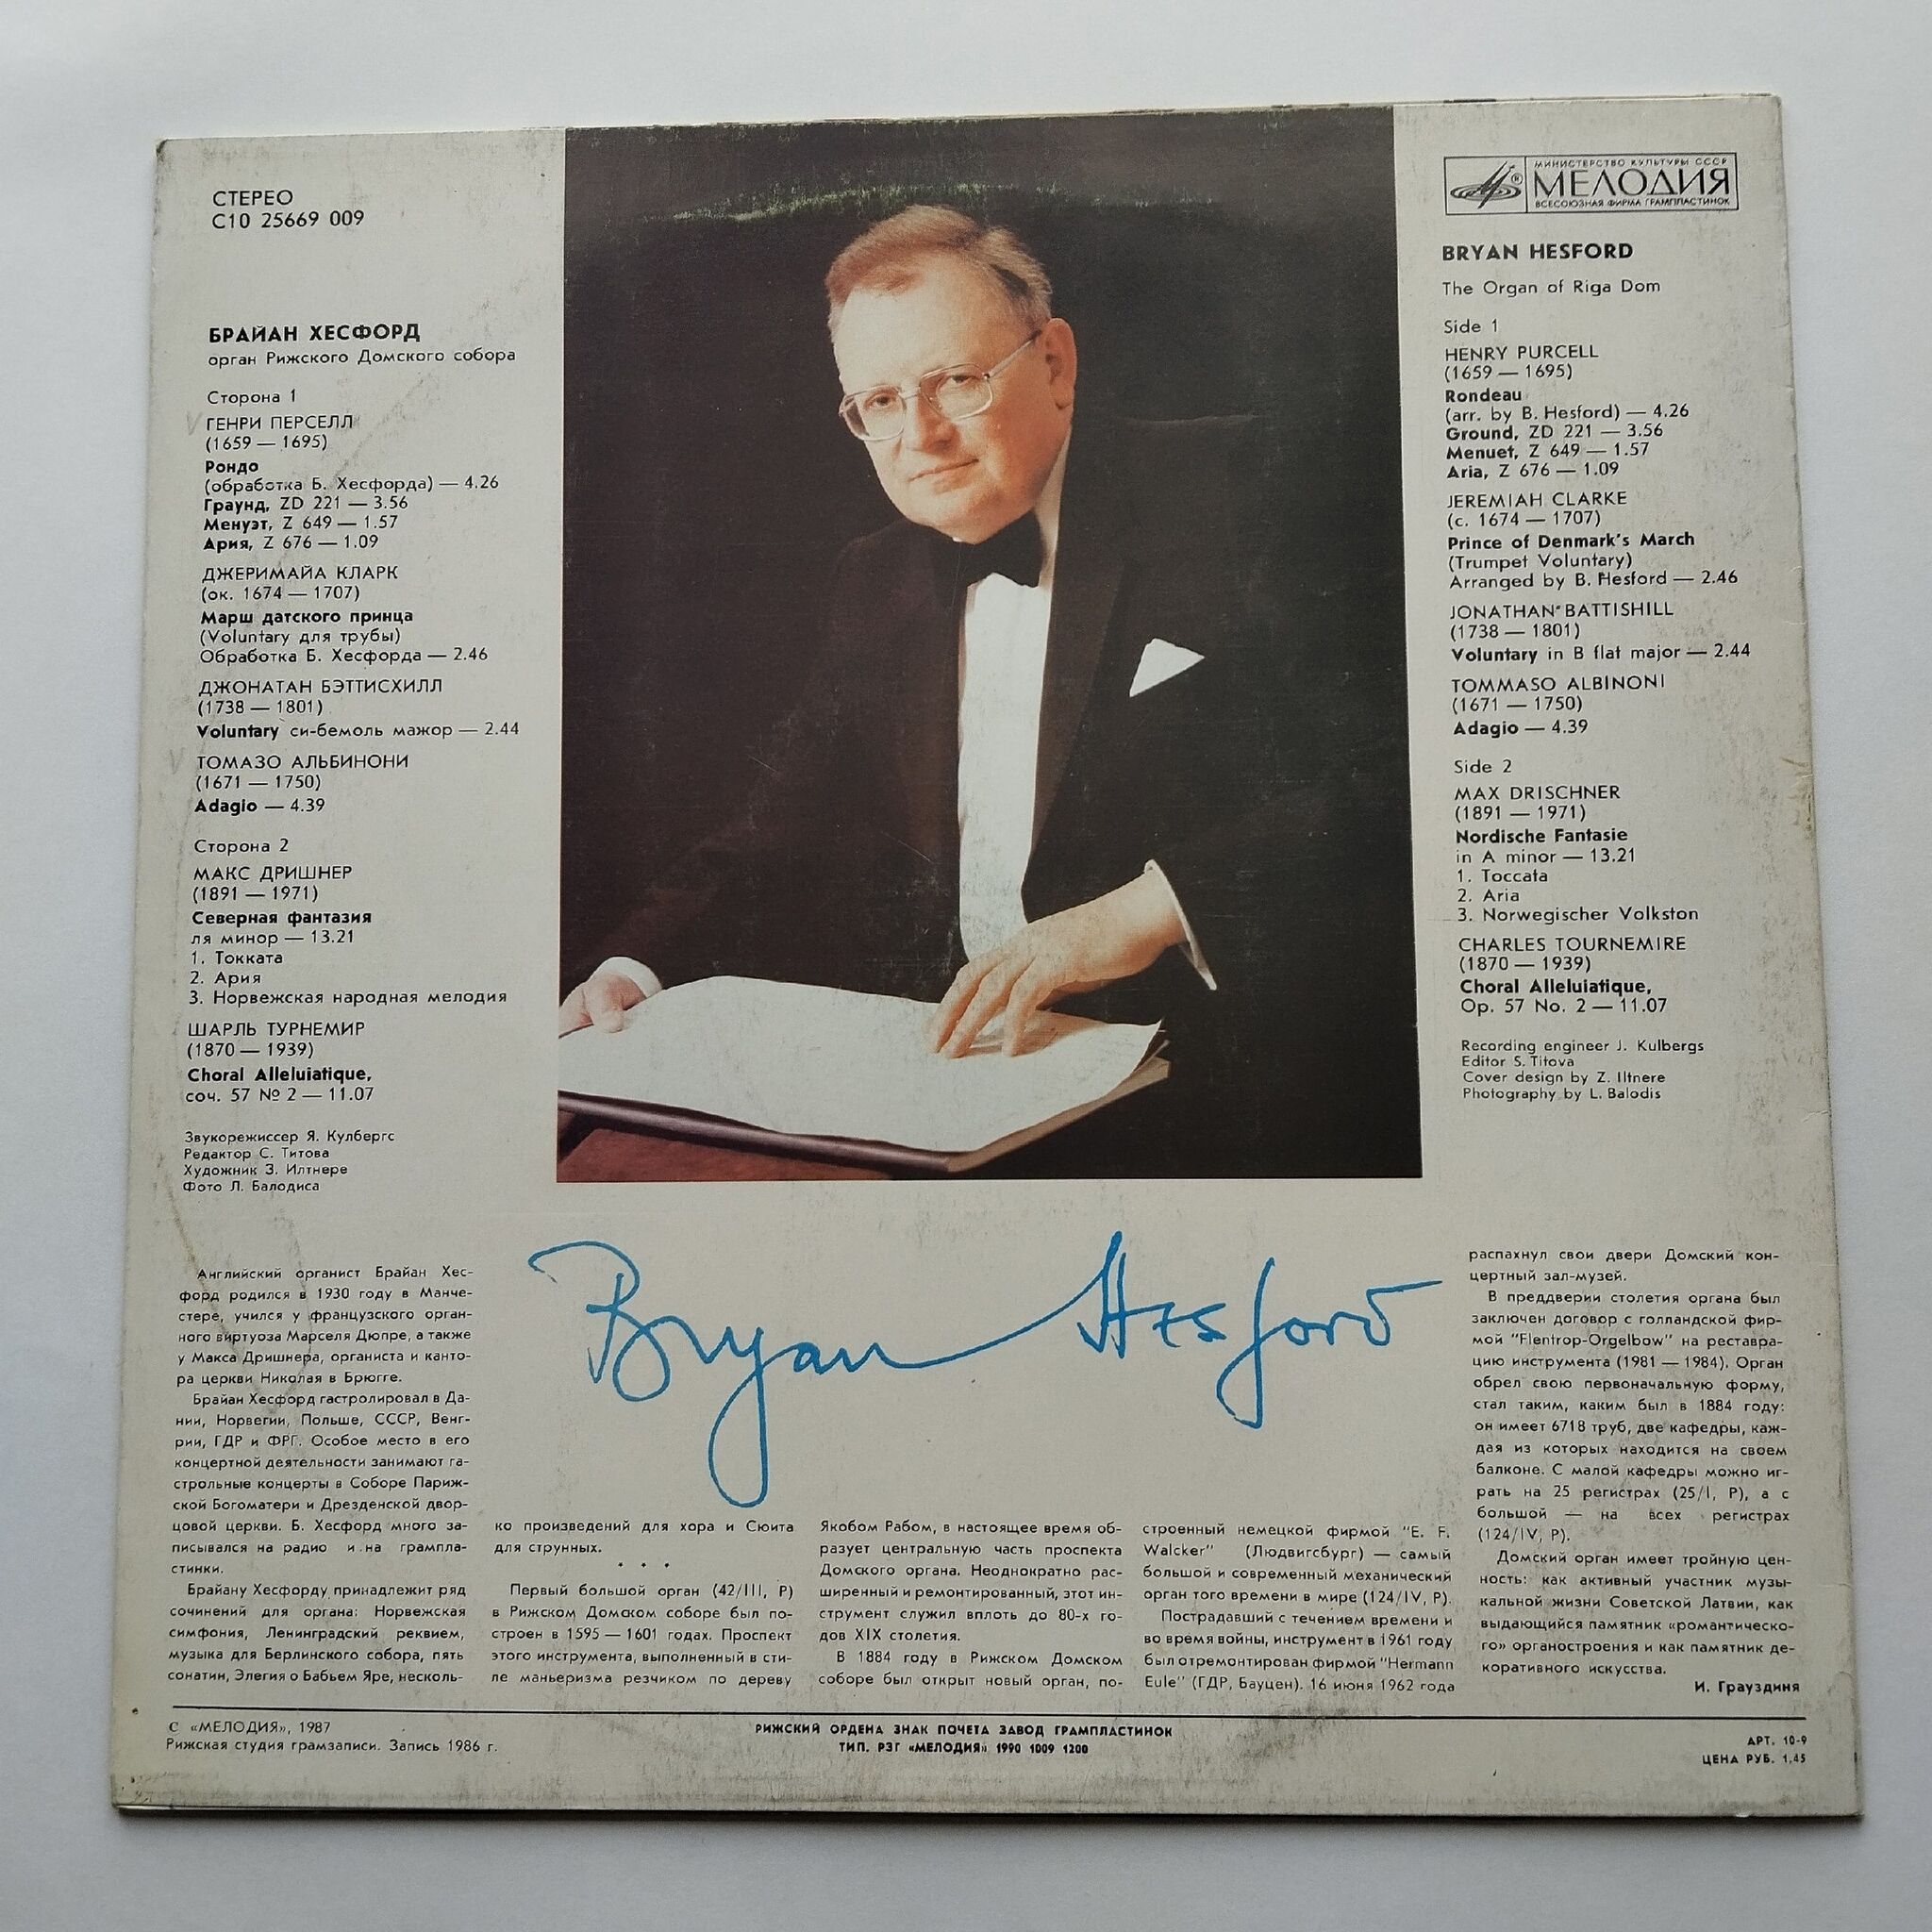 СТЕРЕО
С10 25669 009
БРАЙАН ХЕСФОРД
орган Рижского Домского собора
Сторона 1
ГЕНРИ ПЕРСЕЛЛ
(1659 — 1695)
Рондо
(обработка Б. Хесфорда) — 4.26
Граунд, ZD 221 — 3.56
Менуэт, Z 649 — 1.57
Ария, Z 676 — 1.09
ДЖЕРИМАЙА КЛАРК
(ок. 1674 — 1707)
Марш датского принца
(Voluntary для трубы)
Обработка Б. Хесфорда — 2.46
ДЖОНАТАН БЭТТИСХИЛЛ
(1738 — 1801)
Voluntary си-бемоль мажор — 2.44
ТОМАЗО АЛЬБИНОНИ
(1671 — 1750)
Adagio — 4.39
Сторона 2
МАКС ДРИШНЕР
(1891 — 1971)
Северная фантазия
ля минор — 13.21
1. Токката
2. Ария
3. Норвежская народная мелодия
ШАРЛЬ ТУРНЕМИР
(1870 — 1939)
Choral Alleluiatique,
соч. 57 № 2 — 11.07
Звукорежиссер Я. Кулбергс
Редактор С. Титова
Художник З. Илтнере
Фото Л. Балодиса
МИНИСТЕРСТВО КУЛЬТУРЫ СССР
МЕЛОДИЯ
ВСЕСОЮЗНАЯ ФИРМА ГРАМПЛАСТИНОК
BRYAN HESFORD
The Organ of Riga Dom
Side 1
HENRY PURCELL
(1659 — 1695)
Rondeau
(arr. by B. Hesford) — 4.26
Ground, ZD 221 — 3.56
Menuet, Z 649 — 1.57
Aria, Z 676 — 1.09
JEREMIAH CLARKE
(c. 1674 — 1707)
Prince of Denmark's March
(Trumpet Voluntary)
Arranged by B. Hesford — 2.46
JONATHAN BATTISHILL
(1738 — 1801)
Voluntary in B flat major — 2.44
TOMMASO ALBINONI
(1671 — 1750)
Adagio — 4.39
Side 2
MAX DRISCHNER
(1891 — 1971)
Nordische Fantasie
in A minor — 13.21
1. Toccata
2. Aria
3. Norwegischer Volkston
CHARLES TOURNEMIRE
(1870 — 1939)
Choral Alleluiatique,
Op. 57 No. 2 — 11.07
Recording engineer J. Kulbergs
Editor S. Titova
Cover design by Z. Iltnere
Photography by L. Balodis
Bryan Hesford
Английский органист Брайан Хес-
форд родился в 1930 году в Манче-
стере, учился у французского орган-
ного виртуоза Марселя Дюпре, а также
у Макса Дришнера, органиста и канто-
ра церкви Николая в Брюгге.
Брайан Хесфорд гастролировал в Да-
нии, Норвегии, Польше, СССР, Венг-
рии, ГДР и ФРГ. Особое место в его
концертной деятельности занимают га-
строльные концерты в Соборе Париж-
ской Богоматери и Дрезденской двор-
цовой церкви. Б. Хесфорд много за-
писывался на радио и на грампла-
стинки.
Брайану Хесфорду принадлежит ряд
сочинений для органа: Норвежская
симфония, Ленинградский реквием,
музыка для Берлинского собора, пять
сонатин, Элегия о Бабьем Яре, несколь-
ко произведений для хора и Сюита
для струнных.
• • •
Первый большой орган (42/III, P)
в Рижском Домском соборе был по-
строен в 1595 — 1601 годах. Проспект
этого инструмента, выполненный в сти-
ле маньеризма резчиком по дереву
Якобом Рабом, в настоящее время об-
разует центральную часть проспекта
Домского органа. Неоднократно рас-
ширенный и ремонтированный, этот ин-
струмент служил вплоть до 80-х го-
дов XIX столетия.
В 1884 году в Рижском Домском
соборе был открыт новый орган, по-
строенный немецкой фирмой "E. F.
Walcker" (Людвигсбург) — самый
большой и современный механический
орган того времени в мире (124/IV, P).
Пострадавший с течением времени и
во время войны, инструмент в 1961 году
был отремонтирован фирмой "Hermann
Eule" (ГДР, Бауцен). 16 июня 1962 года
распахнул свои двери Домский кон-
цертный зал-музей.
В преддверии столетия органа был
заключен договор с голландской фир-
мой "Flentrop-Orgelbow" на реставра-
цию инструмента (1981 — 1984). Орган
обрел свою первоначальную форму,
стал таким, каким был в 1884 году:
он имеет 6718 труб, две кафедры, каж-
дая из которых находится на своем
балконе. С малой кафедры можно иг-
рать на 25 регистрах (25/I, P), а с
большой — на всех регистрах
(124/IV, P).
Домский орган имеет тройную цен-
ность: как активный участник музы-
кальной жизни Советской Латвии, как
выдающийся памятник «романтическо-
го» органостроения и как памятник де-
коративного искусства.
И. Грауздиня
С «МЕЛОДИЯ», 1987
Рижская студия грамзаписи. Запись 1986 г.
РИЖСКИЙ ОРДЕНА ЗНАК ПОЧЕТА ЗАВОД ГРАМПЛАСТИНОК
ТИП. РЗГ «МЕЛОДИЯ» 1990 1009 1200
АРТ. 10-9
ЦЕНА РУБ. 1,45